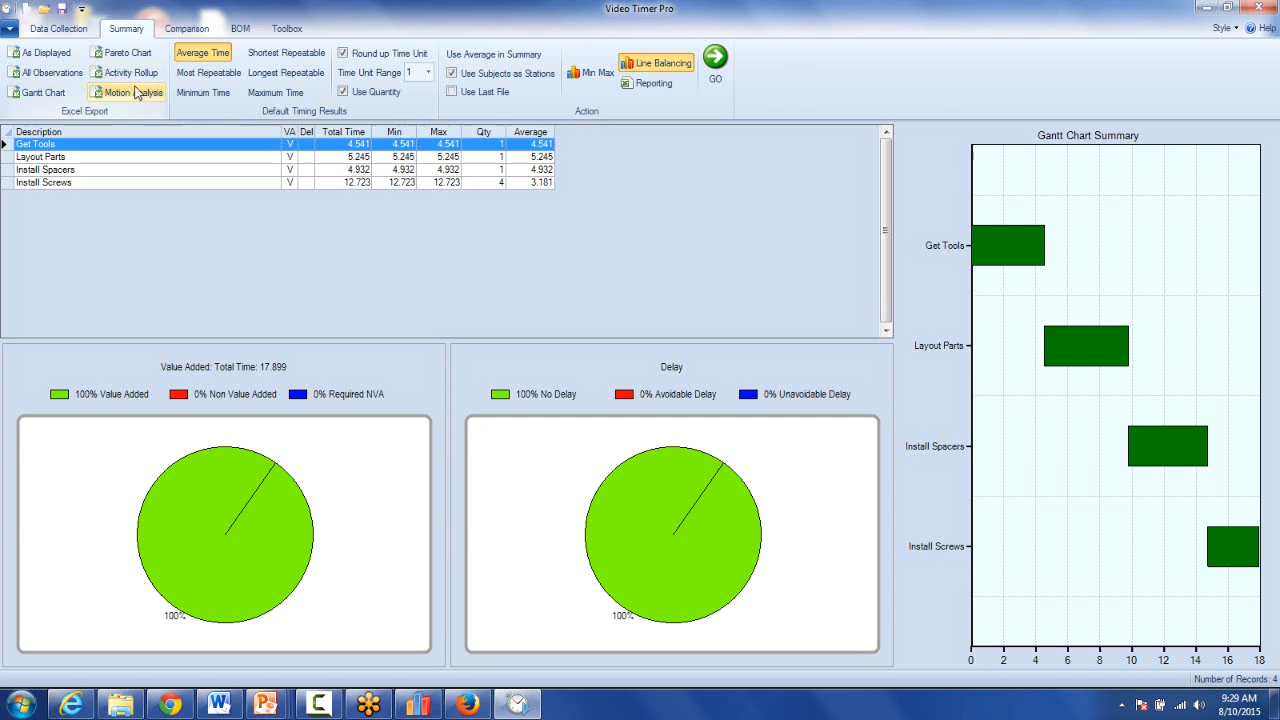 Video Timer Pro
Data Collection Summary Comparison BOM Toolbox Style Help
As Displayed Pareto Chart Average Time Shortest Repeatable Round up Time Unit Use Average in Summary
All Observations Activity Rollup Most Repeatable Longest Repeatable Time Unit Range 1 Use Subjects as Stations Min Max Line Balancing GO
Gantt Chart Motion Analysis Minimum Time Maximum Time Use Quantity Use Last File Reporting
Excel Export Default Timing Results Action
Description VA Del Total Time Min Max Qty Average
Get Tools V 4.541 4.541 4.541 1 4.541
Layout Parts V 5.245 5.245 5.245 1 5.245
Install Spacers V 4.932 4.932 4.932 1 4.932
Install Screws V 12.723 12.723 12.723 4 3.181
Gantt Chart Summary
Get Tools
Layout Parts
Install Spacers
Install Screws
0 2 4 6 8 10 12 14 16 18
Value Added: Total Time: 17.899
100% Value Added 0% Non Value Added 0% Required NVA
100%
Delay
100% No Delay 0% Avoidable Delay 0% Unavoidable Delay
100%
Number of Records: 4
9:29 AM
8/10/2015